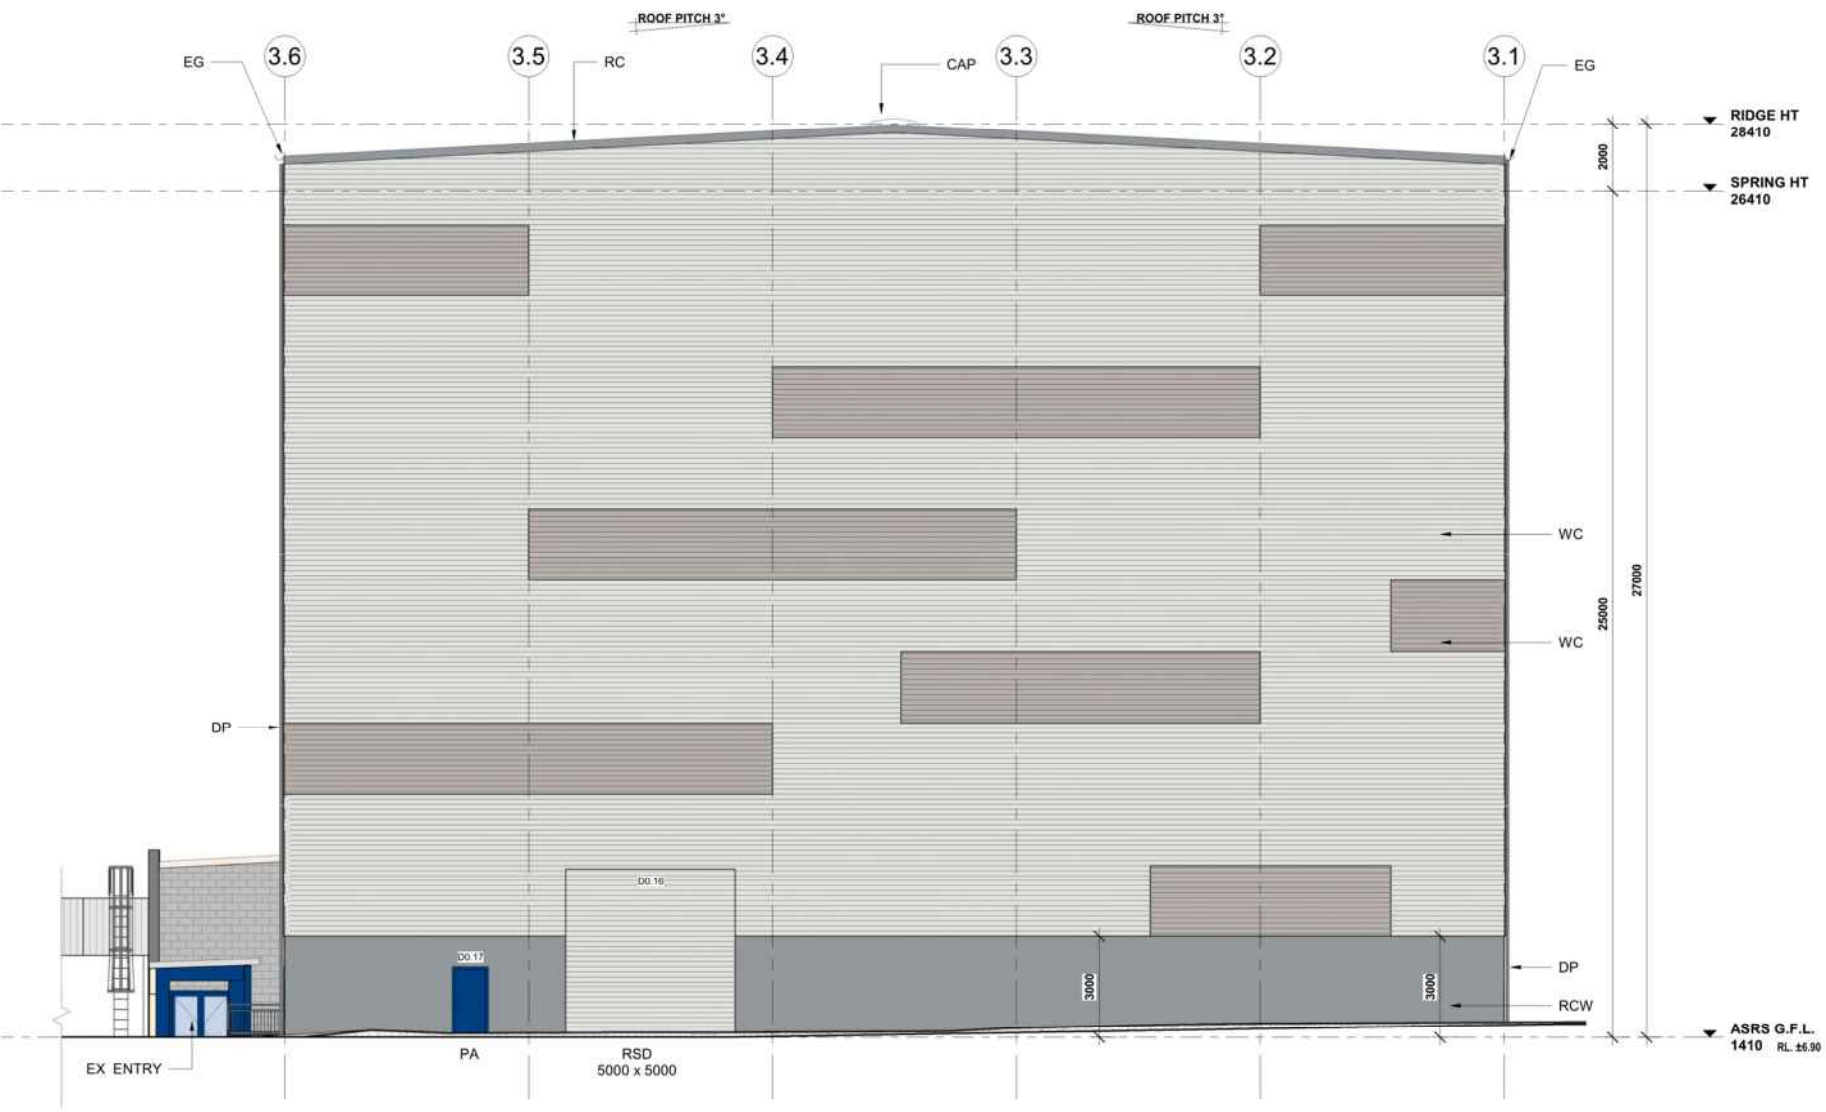 ROOF PITCH 3°
ROOF PITCH 3°
EG
3.6
3.5
RC
3.4
CAP
3.3
3.2
3.1
EG
RIDGE HT
28410
2000
SPRING HT
26410
WC
27000
25000
WC
DP
D0.16
D0.17
3000
3000
DP
RCW
EX ENTRY
PA
RSD
5000 x 5000
ASRS G.F.L.
1410 RL. ±6.90